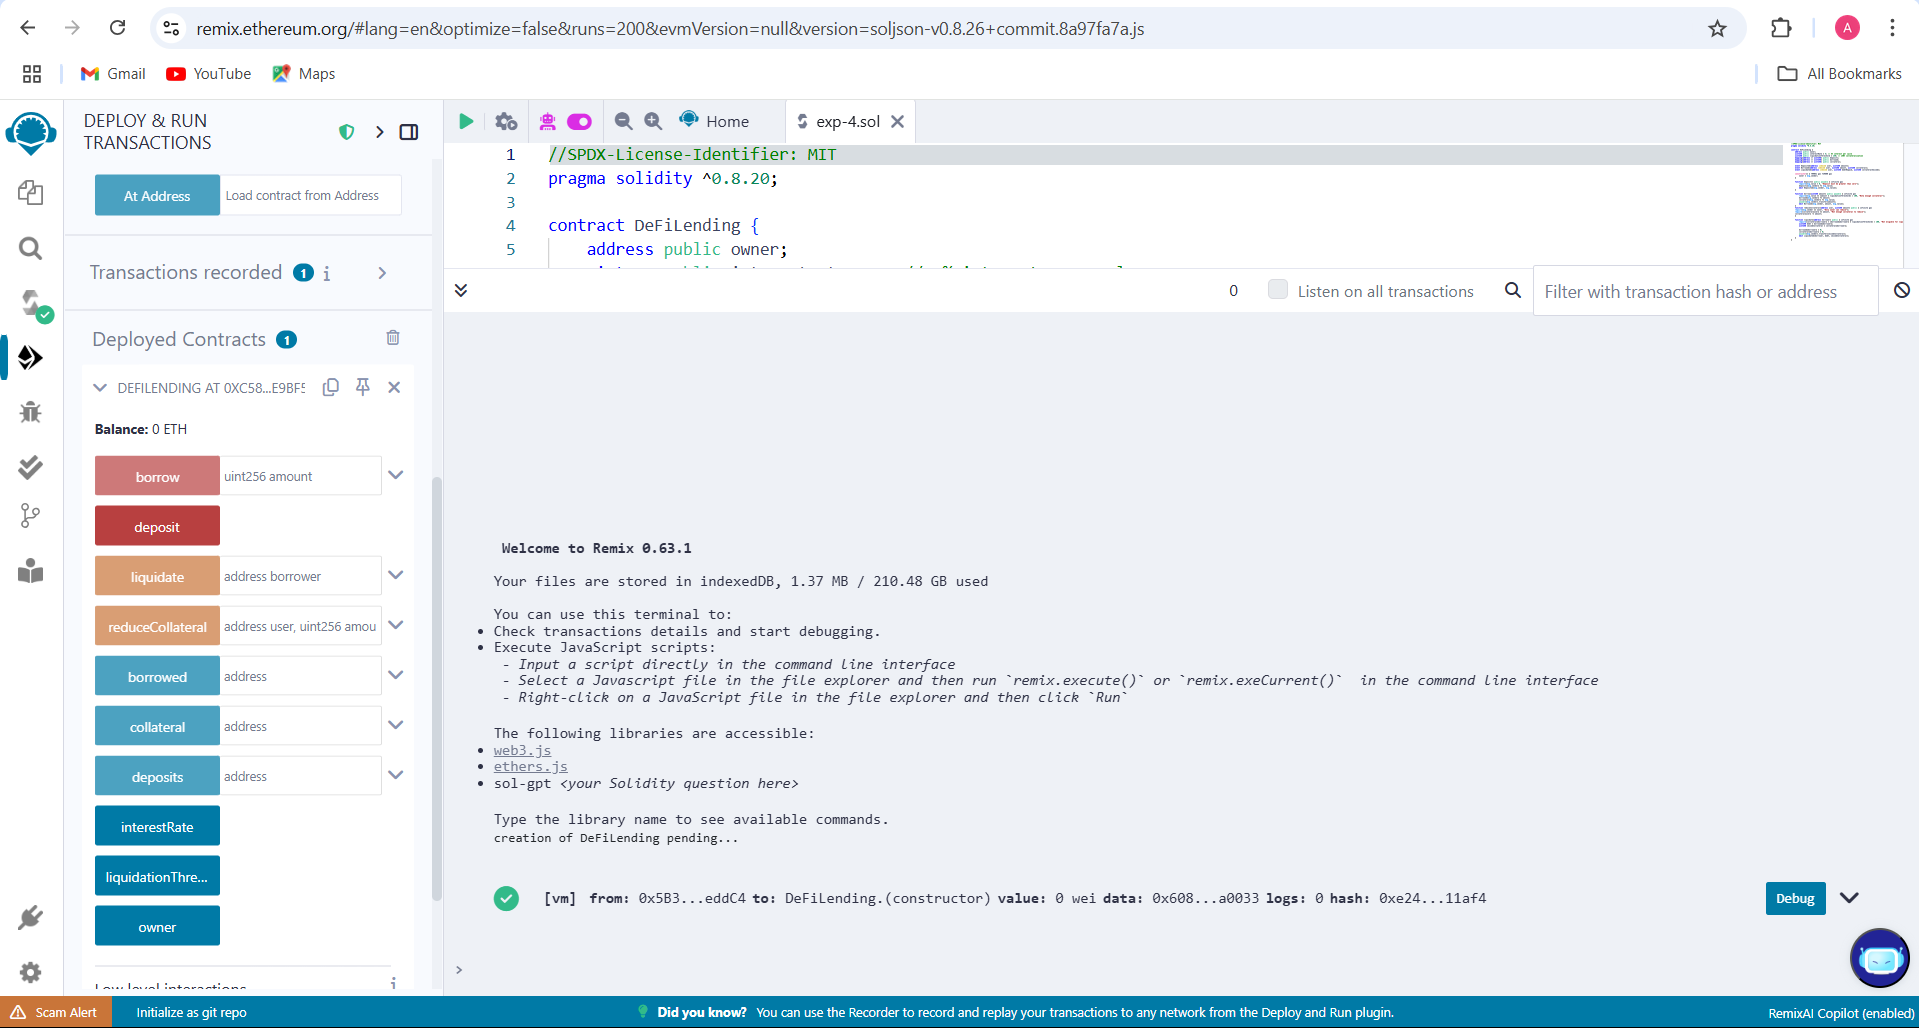 remix.ethereum.org/#lang=en&optimize=false&runs=200&evmVersion=null&version=soljson-v0.8.26+commit.8a97fa7a.js
A
Gmail
YouTube
Maps
All Bookmarks
DEPLOY & RUN
TRANSACTIONS
Home
exp-4.sol
At Address
Load contract from Address
1 //SPDX-License-Identifier: MIT
2 pragma solidity ^0.8.20;
3
4 contract DeFiLending {
5 address public owner;
Transactions recorded 1 i
0
Listen on all transactions
Filter with transaction hash or address
Deployed Contracts 1
DEFILENDING AT 0XC58...E9BF5
Balance: 0 ETH
borrow
uint256 amount
deposit
liquidate
address borrower
reduceCollateral
address user, uint256 amou
borrowed
address
collateral
address
deposits
address
interestRate
liquidationThre...
owner
Low level interactions
i
Welcome to Remix 0.63.1
Your files are stored in indexedDB, 1.37 MB / 210.48 GB used
You can use this terminal to:
• Check transactions details and start debugging.
• Execute JavaScript scripts:
- Input a script directly in the command line interface
- Select a Javascript file in the file explorer and then run `remix.execute()` or `remix.exeCurrent()` in the command line interface
- Right-click on a JavaScript file in the file explorer and then click `Run`
The following libraries are accessible:
• web3.js
• ethers.js
• sol-gpt <your Solidity question here>
Type the library name to see available commands.
creation of DeFiLending pending...
[vm] from: 0x5B3...eddC4 to: DeFiLending.(constructor) value: 0 wei data: 0x608...a0033 logs: 0 hash: 0xe24...11af4
Debug
>
Scam Alert
Initialize as git repo
Did you know? You can use the Recorder to record and replay your transactions to any network from the Deploy and Run plugin.
RemixAI Copilot (enabled)